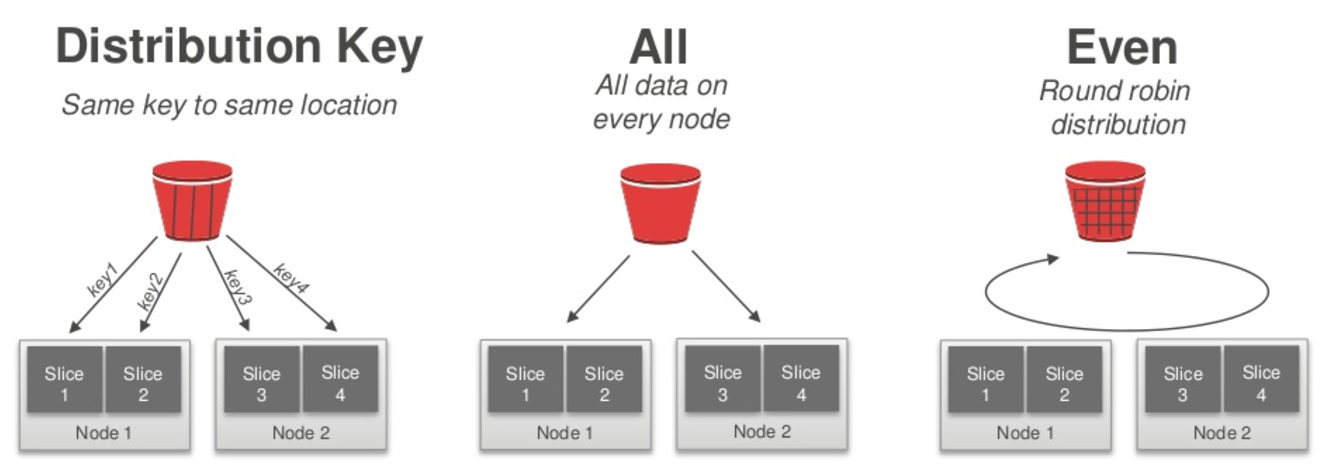 Distribution Key
Same key to same location
key1
key2
key3
key4
Slice
1
Slice
2
Node 1
Slice
3
Slice
4
Node 2
All
All data on
every node
Slice
1
Slice
2
Node 1
Slice
3
Slice
4
Node 2
Even
Round robin
distribution
Slice
1
Slice
2
Node 1
Slice
3
Slice
4
Node 2